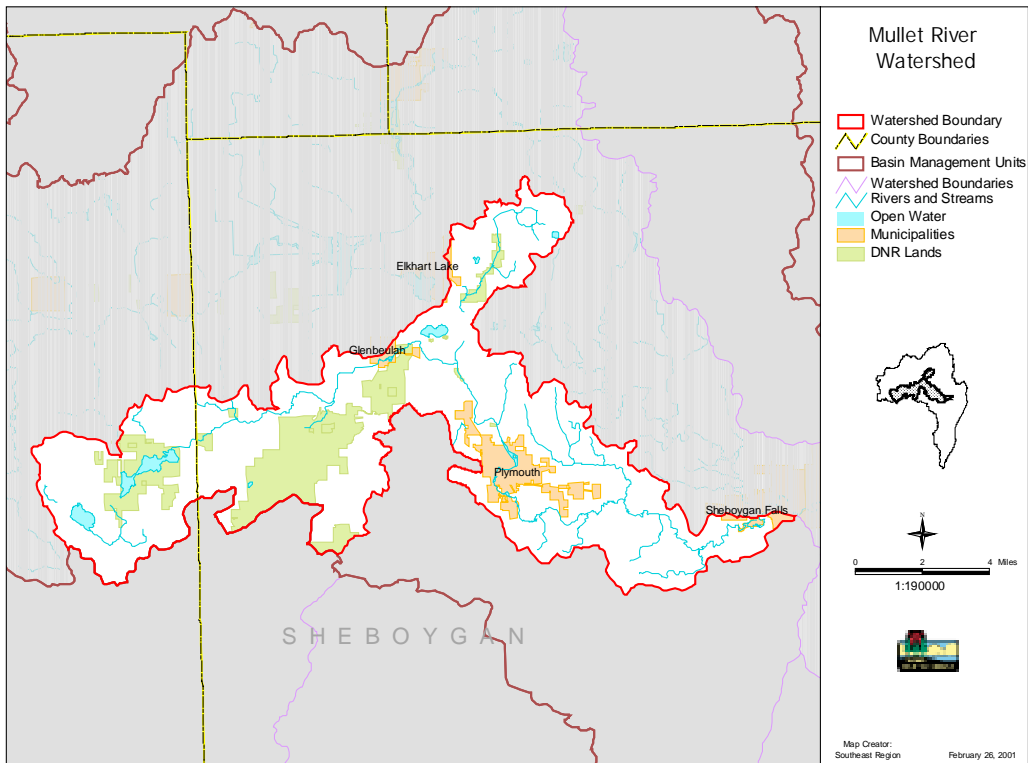 Mullet River
Watershed
Watershed Boundary
County Boundaries
Basin Management Units
Watershed Boundaries
Rivers and Streams
Open Water
Municipalities
DNR Lands
Elkhart Lake
Glenbeulah
Plymouth
Sheboygan Falls
SHEBOYGAN
N
0 2 4 Miles
1:190000
Map Creator:
Southeast Region February 26, 2001